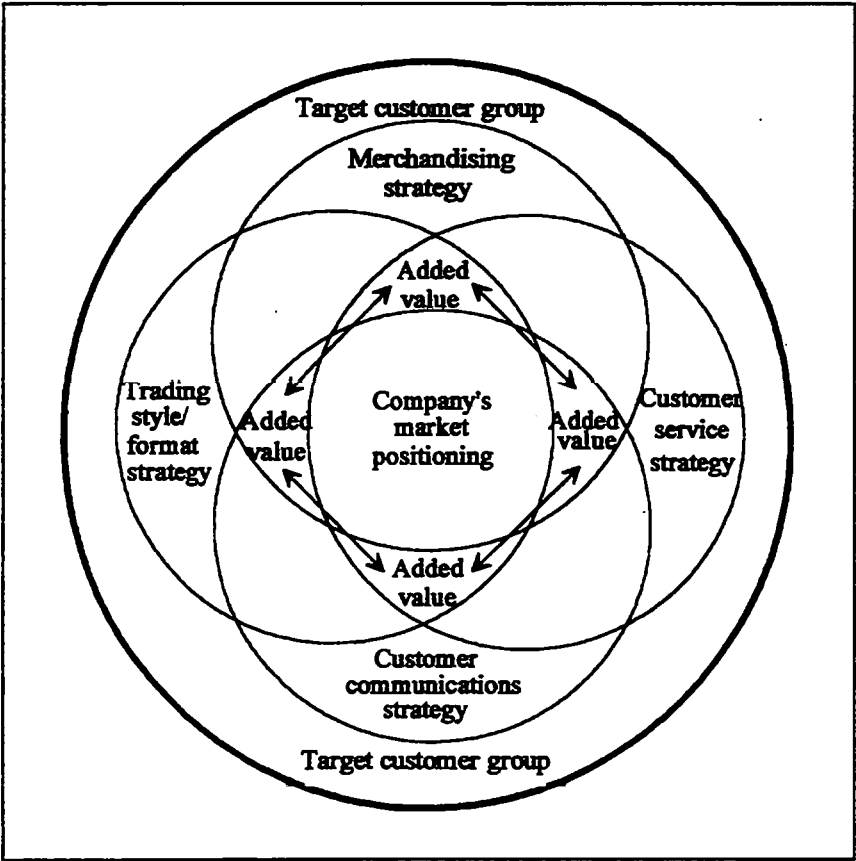 Target customer group
Merchandising
strategy
Added
value
Trading
style/
format
strategy
Added
value
Company's
market
positioning
Added
value
Customer
service
strategy
Added
value
Customer
communications
strategy
Target customer group